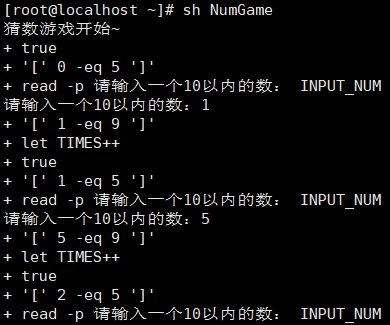 [root@localhost ~]# sh NumGame
猜数游戏开始~
+ true
+ '[' 0 -eq 5 ']'
+ read -p 请输入一个10以内的数： INPUT_NUM
请输入一个10以内的数：1
+ '[' 1 -eq 9 ']'
+ let TIMES++
+ true
+ '[' 1 -eq 5 ']'
+ read -p 请输入一个10以内的数： INPUT_NUM
请输入一个10以内的数：5
+ '[' 5 -eq 9 ']'
+ let TIMES++
+ true
+ '[' 2 -eq 5 ']'
+ read -p 请输入一个10以内的数： INPUT_NUM